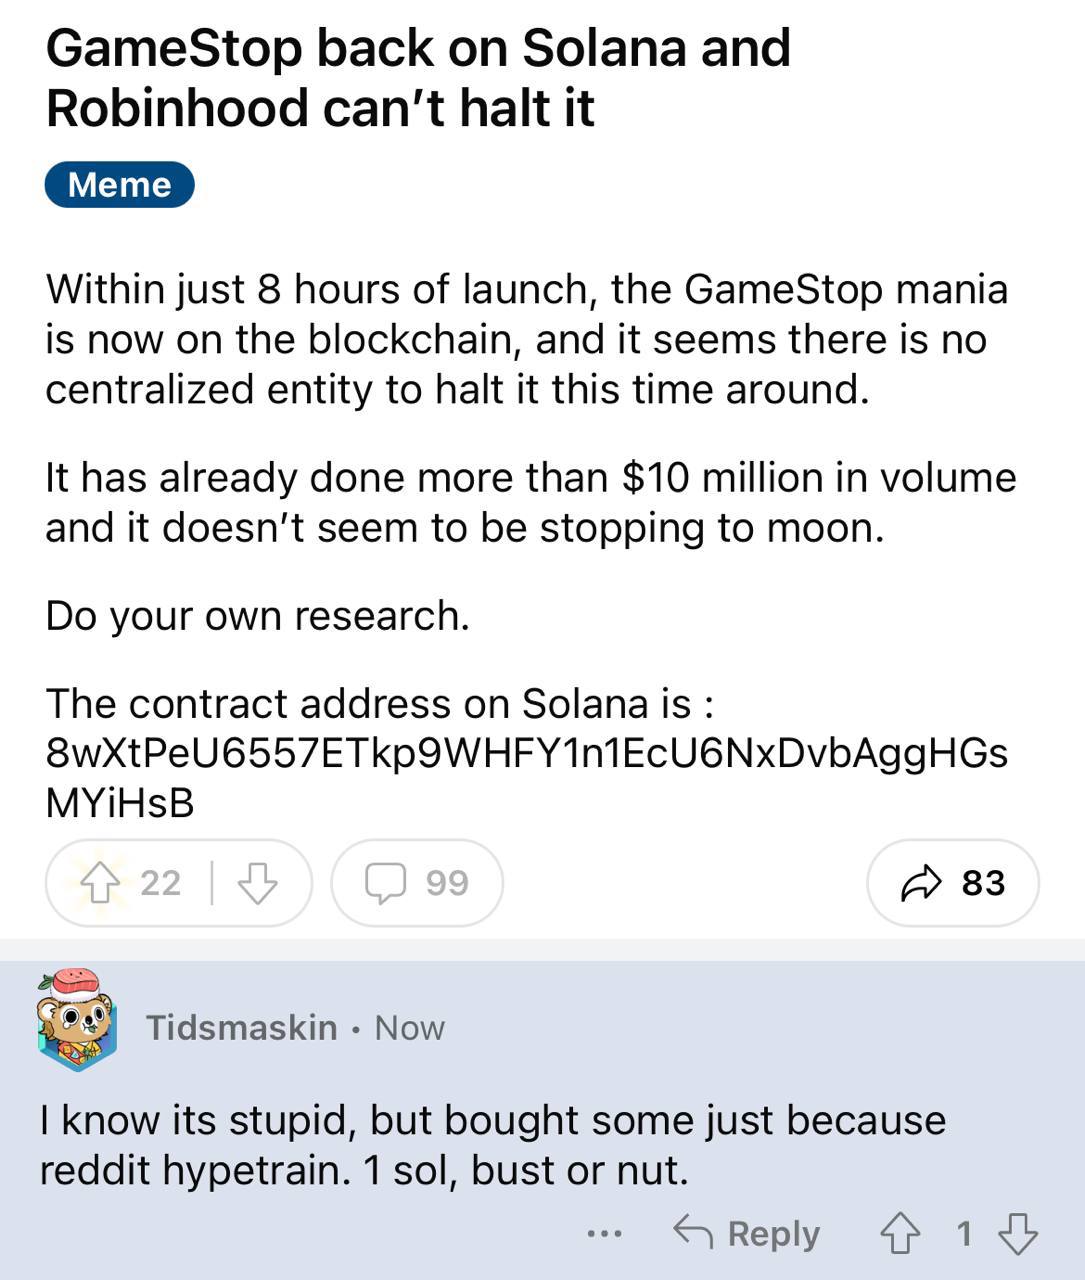 GameStop back on Solana and
Robinhood can’t halt it
Meme
Within just 8 hours of launch, the GameStop mania
is now on the blockchain, and it seems there is no
centralized entity to halt it this time around.
It has already done more than $10 million in volume
and it doesn’t seem to be stopping to moon.
Do your own research.
The contract address on Solana is :
8wXtPeU6557ETkp9WHFY1n1EcU6NxDvbAggHGs
MYiHsB
22 99 83
Tidsmaskin • Now
I know its stupid, but bought some just because
reddit hypetrain. 1 sol, bust or nut.
... Reply 1